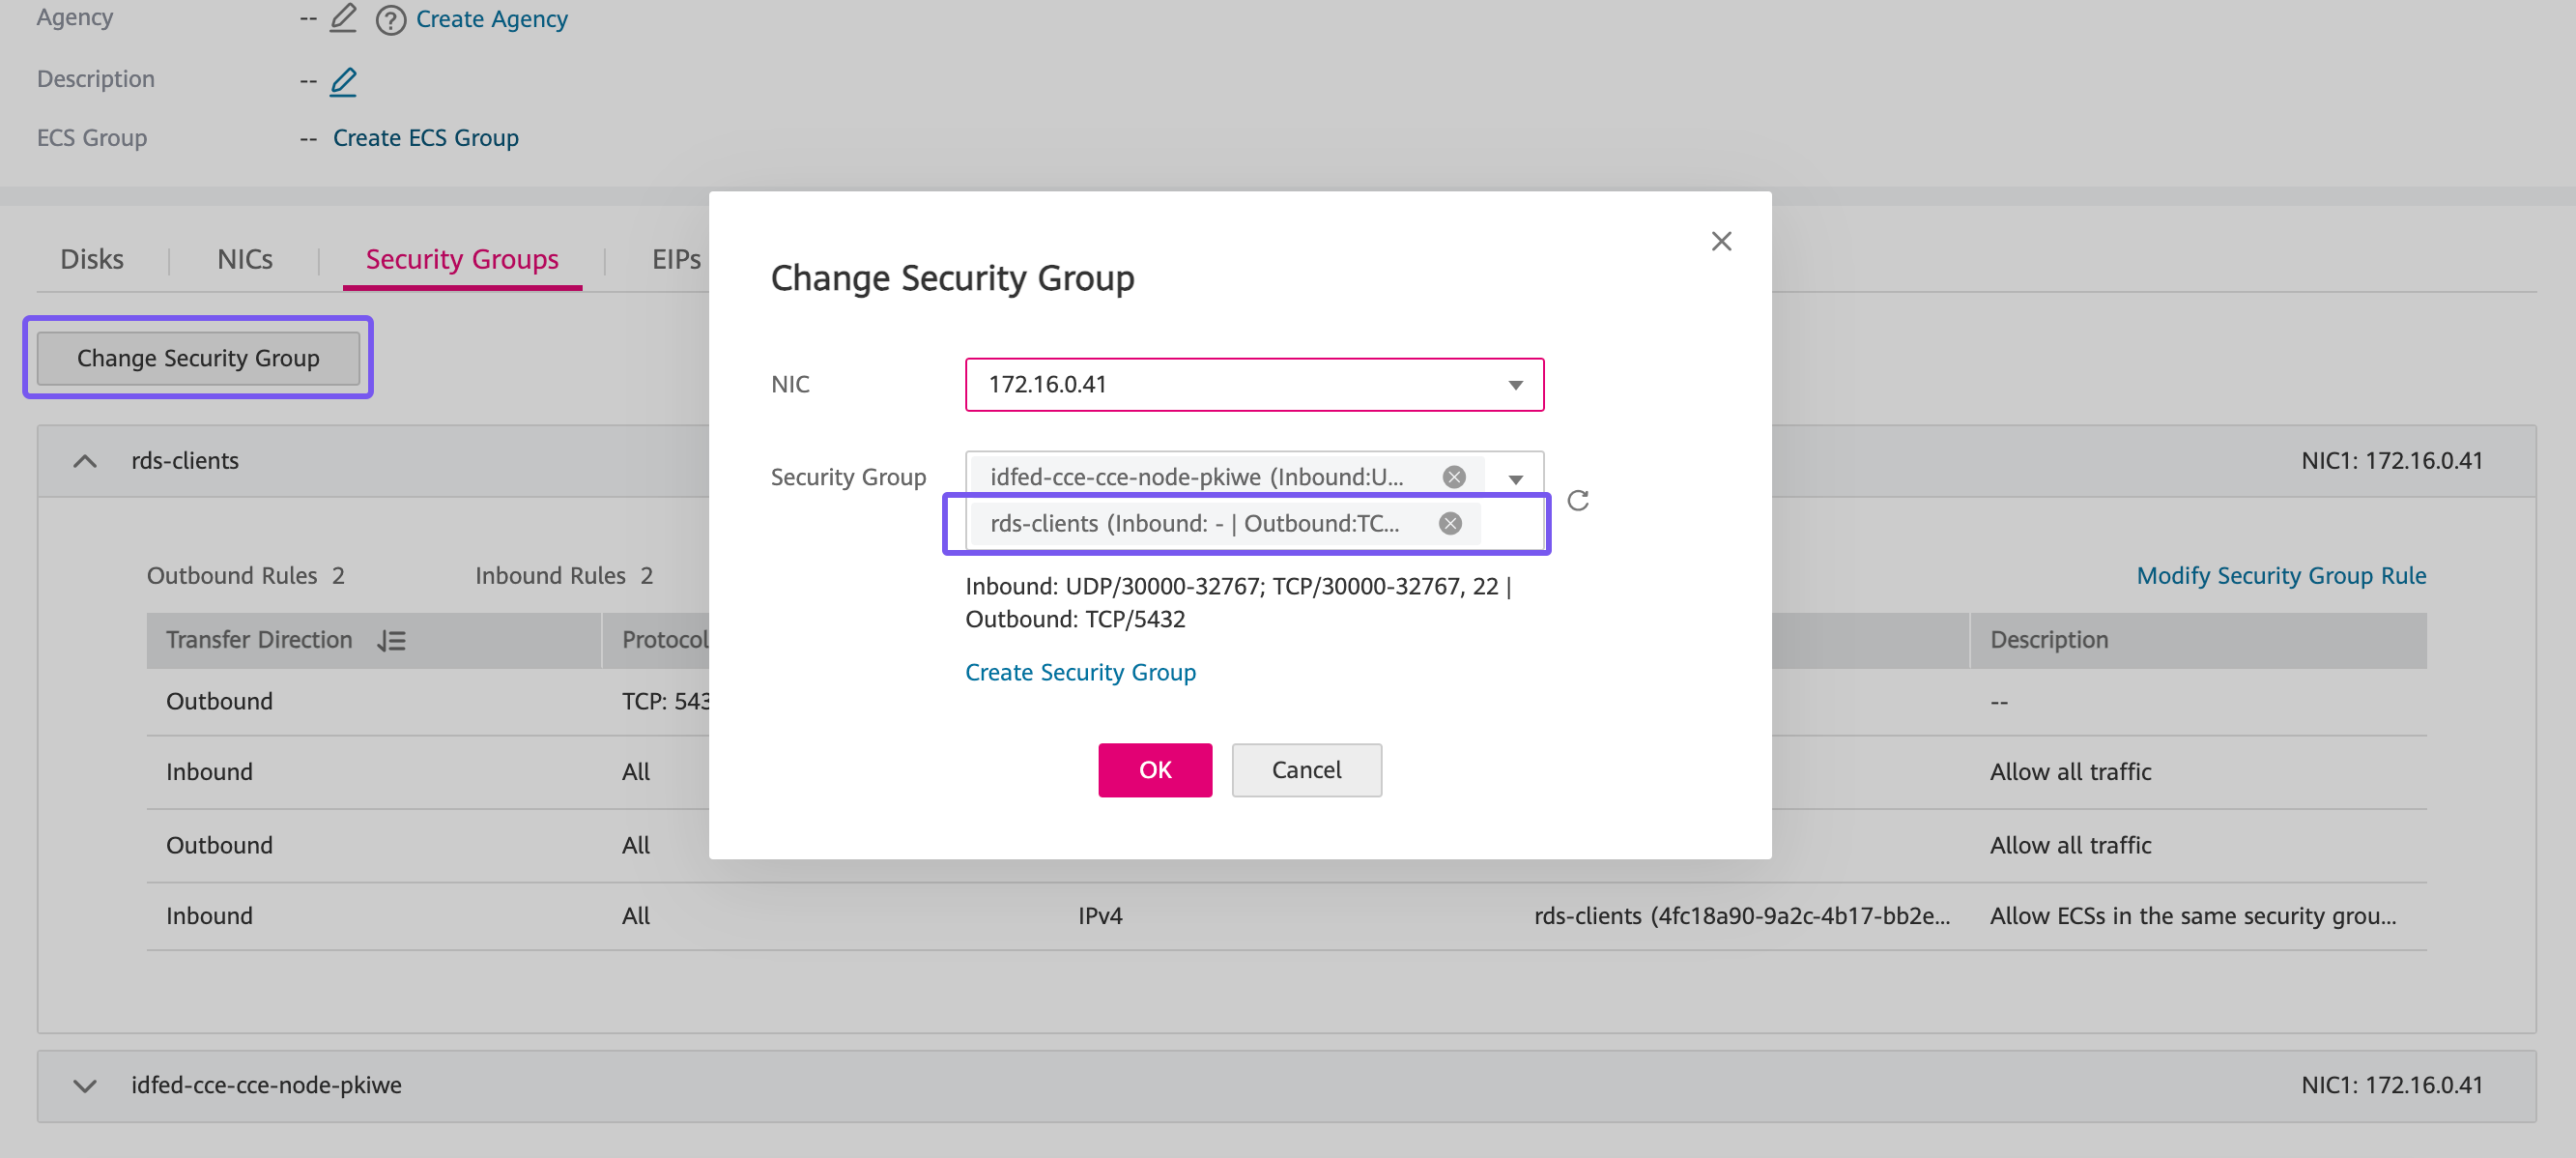 Agency -- Create Agency
Description --
ECS Group -- Create ECS Group
Disks NICs Security Groups EIPs
Change Security Group
Change Security Group
NIC 172.16.0.41
Security Group idfed-cce-cce-node-pkiwe (Inbound:U...
rds-clients (Inbound: - | Outbound:TC...
Inbound: UDP/30000-32767; TCP/30000-32767, 22 |
Outbound: TCP/5432
Create Security Group
OK Cancel
rds-clients NIC1: 172.16.0.41
Outbound Rules 2 Inbound Rules 2 Modify Security Group Rule
Transfer Direction Protocol Description
Outbound TCP: 543 --
Inbound All Allow all traffic
Outbound All Allow all traffic
Inbound All IPv4 rds-clients (4fc18a90-9a2c-4b17-bb2e... Allow ECSs in the same security grou...
idfed-cce-cce-node-pkiwe NIC1: 172.16.0.41